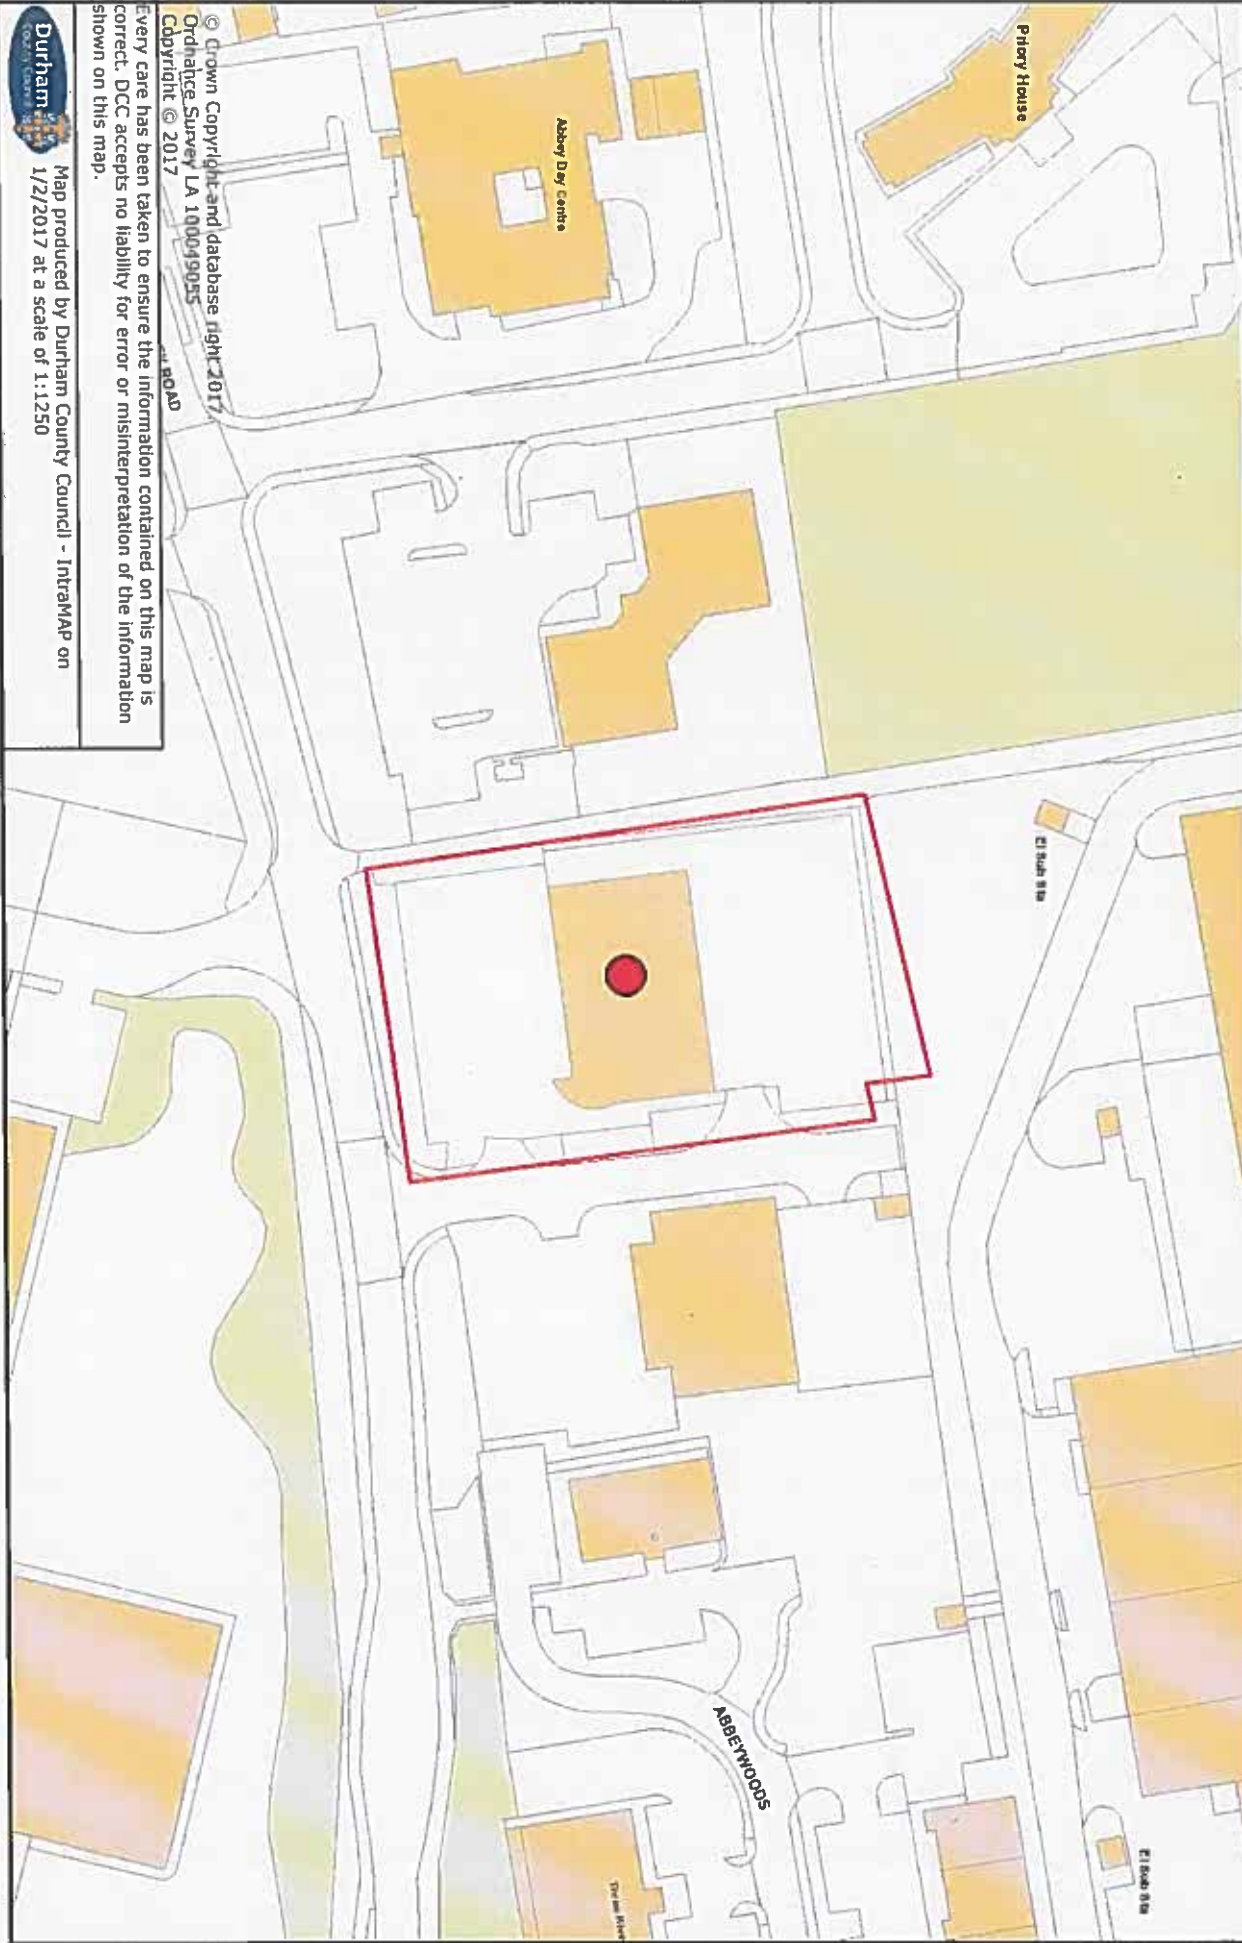 Priory House
Abbey Day Centre
El Sub Sta
El Sub Sta
ABBEYWOODS
ROAD
© Crown Copyright and database right 2017.
Ordnance Survey LA 100049055
Copyright © 2017
Every care has been taken to ensure the information contained on this map is
correct. DCC accepts no liability for error or misinterpretation of the information
shown on this map.
Durham
County Council
Map produced by Durham County Council - IntraMAP on
1/2/2017 at a scale of 1:1250